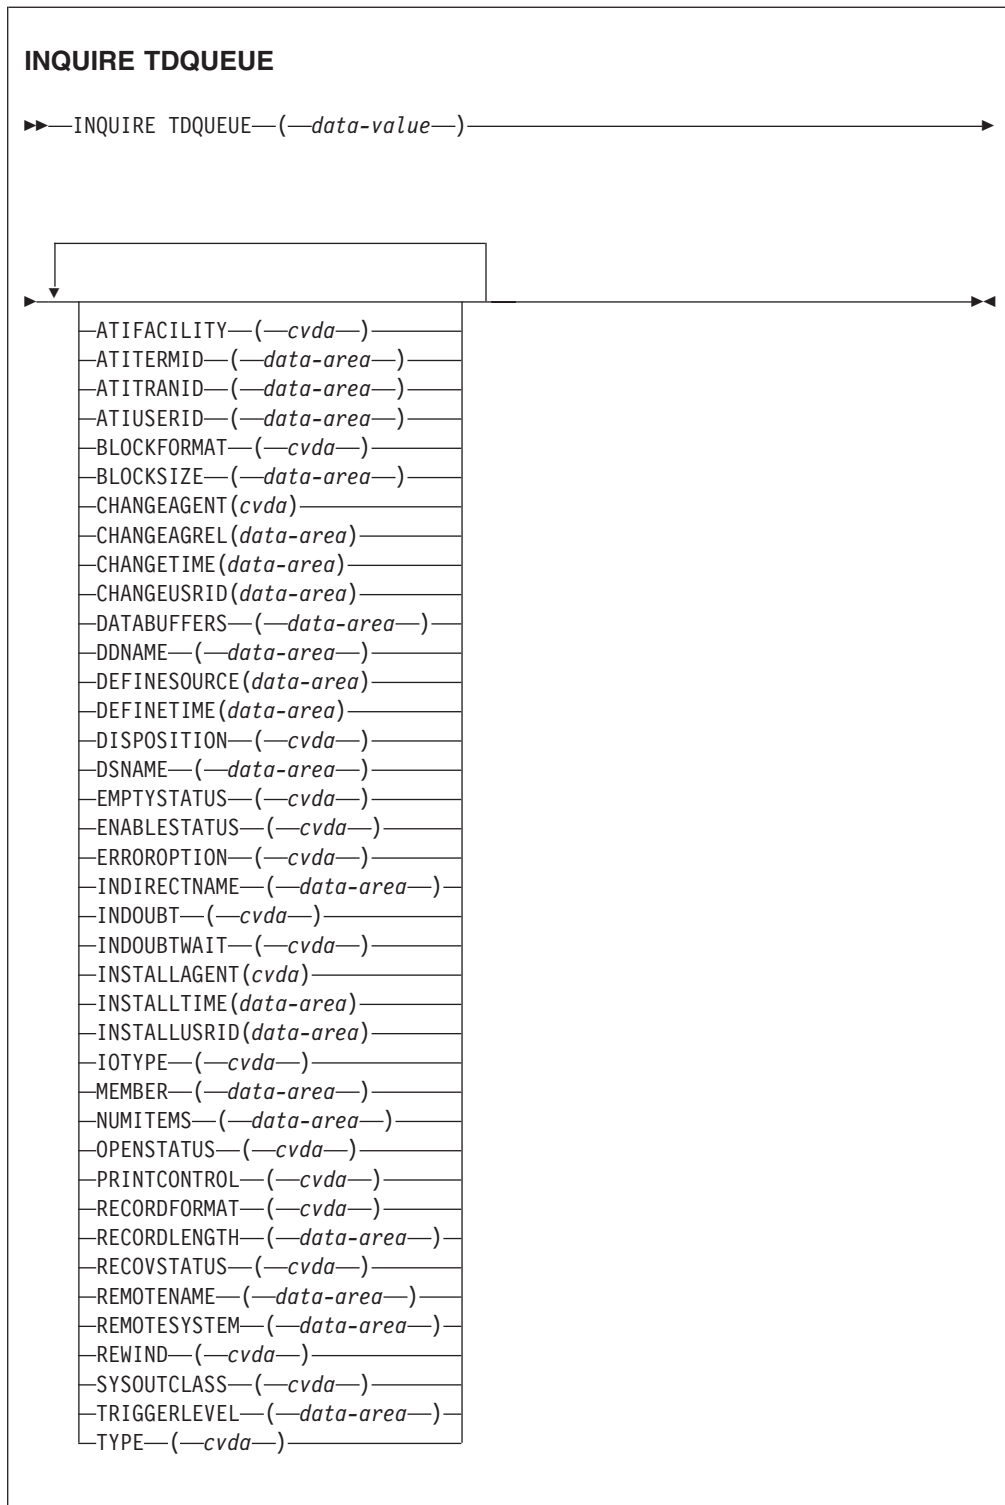 INQUIRE TDQUEUE
INQUIRE TDQUEUE ( data-value )
ATIFACILITY ( cvda )
ATITERMID ( data-area )
ATITRANID ( data-area )
ATIUSERID ( data-area )
BLOCKFORMAT ( cvda )
BLOCKSIZE ( data-area )
CHANGEAGENT(cvda)
CHANGEAGREL(data-area)
CHANGETIME(data-area)
CHANGEUSRID(data-area)
DATABUFFERS ( data-area )
DDNAME ( data-area )
DEFINESOURCE(data-area)
DEFINETIME(data-area)
DISPOSITION ( cvda )
DSNAME ( data-area )
EMPTYSTATUS ( cvda )
ENABLESTATUS ( cvda )
ERROROPTION ( cvda )
INDIRECTNAME ( data-area )
INDOUBT ( cvda )
INDOUBTWAIT ( cvda )
INSTALLAGENT(cvda)
INSTALLTIME(data-area)
INSTALLUSRID(data-area)
IOTYPE ( cvda )
MEMBER ( data-area )
NUMITEMS ( data-area )
OPENSTATUS ( cvda )
PRINTCONTROL ( cvda )
RECORDFORMAT ( cvda )
RECORDLENGTH ( data-area )
RECOVSTATUS ( cvda )
REMOTENAME ( data-area )
REMOTESYSTEM ( data-area )
REWIND ( cvda )
SYSOUTCLASS ( cvda )
TRIGGERLEVEL ( data-area )
TYPE ( cvda )